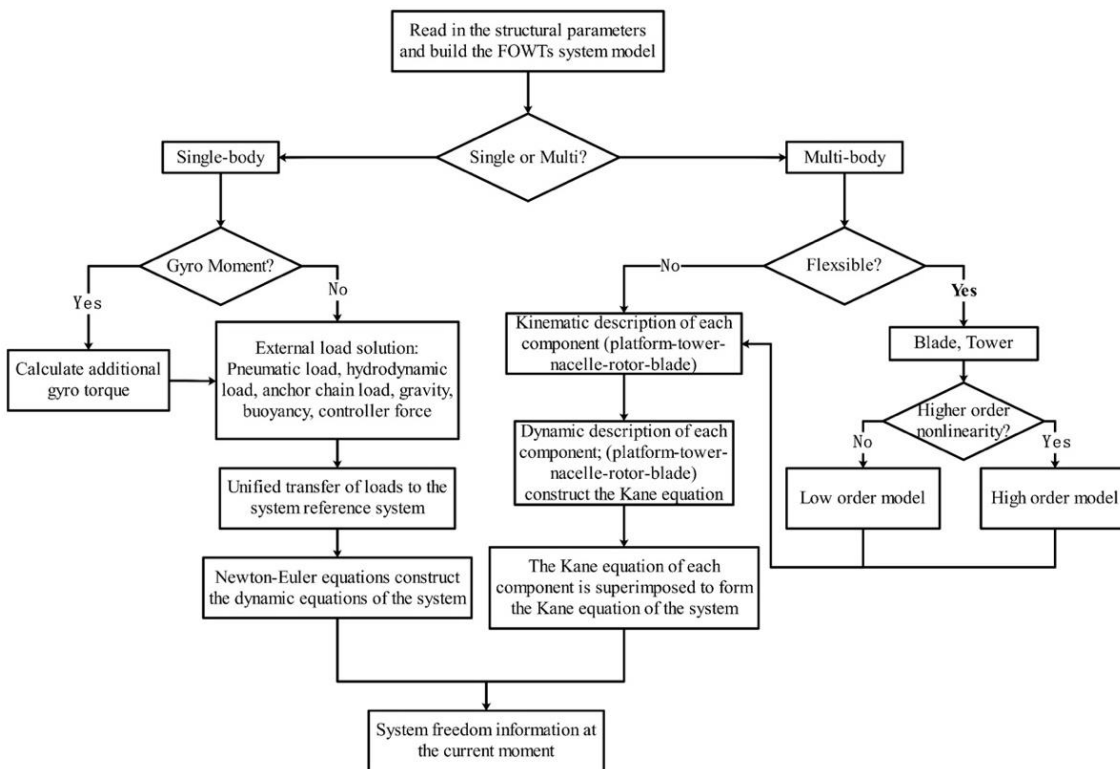 Read in the structural parameters
and build the FOWTs system model
Single-body
Single or Multi?
Multi-body
Gyro Moment?
Flexsible?
Yes
No
No
Yes
Calculate additional
gyro torque
External load solution:
Pneumatic load, hydrodynamic
load, anchor chain load, gravity,
buoyancy, controller force
Kinematic description of each
component (platform-tower-
nacelle-rotor-blade)
Blade, Tower
Higher order
nonlinearity?
No
Yes
Dynamic description of each
component; (platform-tower-
nacelle-rotor-blade)
construct the Kane equation
Low order model
High order model
Unified transfer of loads to the
system reference system
Newton-Euler equations construct
the dynamic equations of the system
The Kane equation of each
component is superimposed to form
the Kane equation of the system
System freedom information at
the current moment